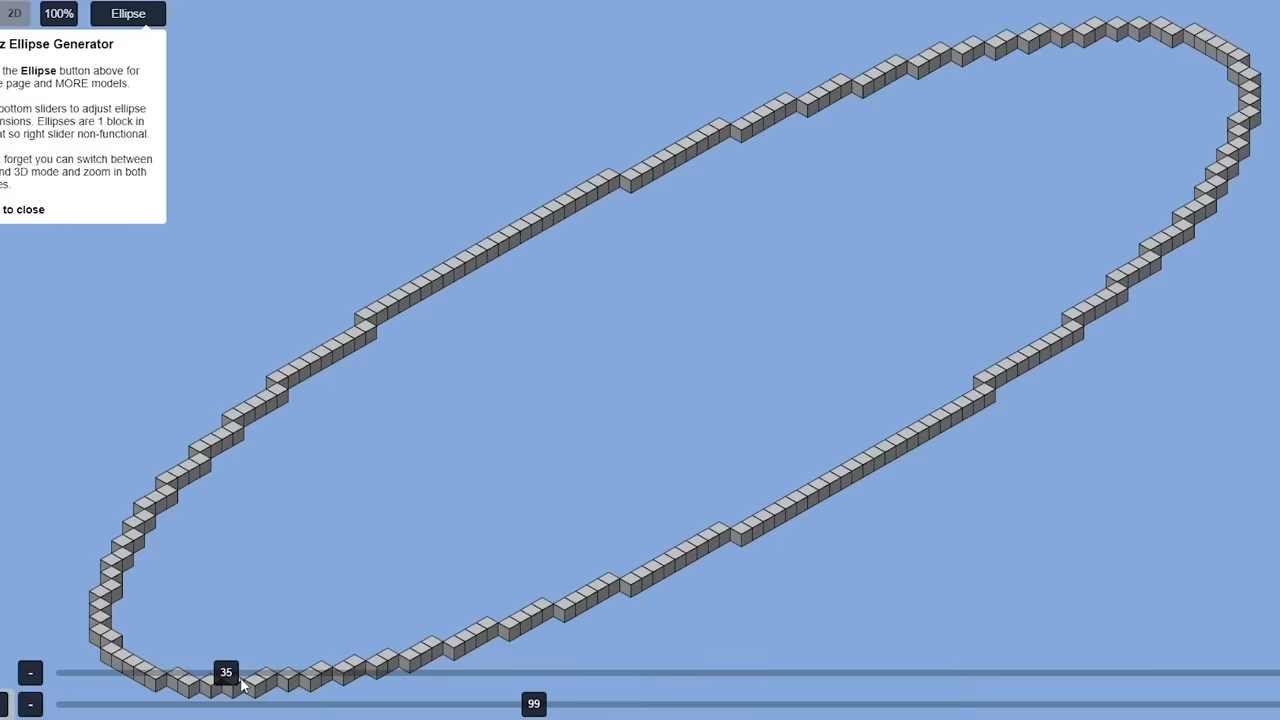 2D 100% Ellipse
z Ellipse Generator
the Ellipse button above for
page and MORE models.
bottom sliders to adjust ellipse
nsions. Ellipses are 1 block in
at so right slider non-functional.
forget you can switch between
nd 3D mode and zoom in both
es.
to close
- 35
- 99